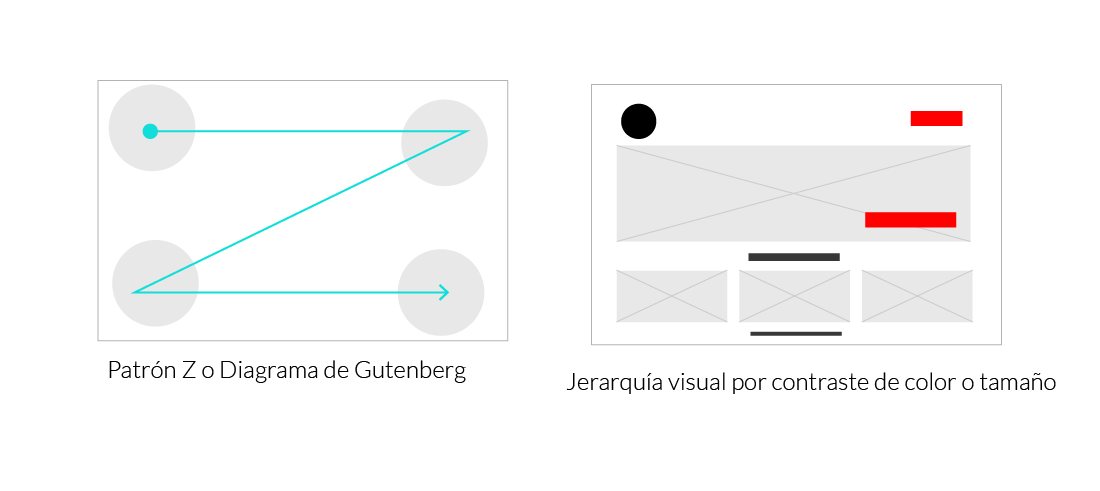 Patrón Z o Diagrama de Gutenberg
Jerarquía visual por contraste de color o tamaño